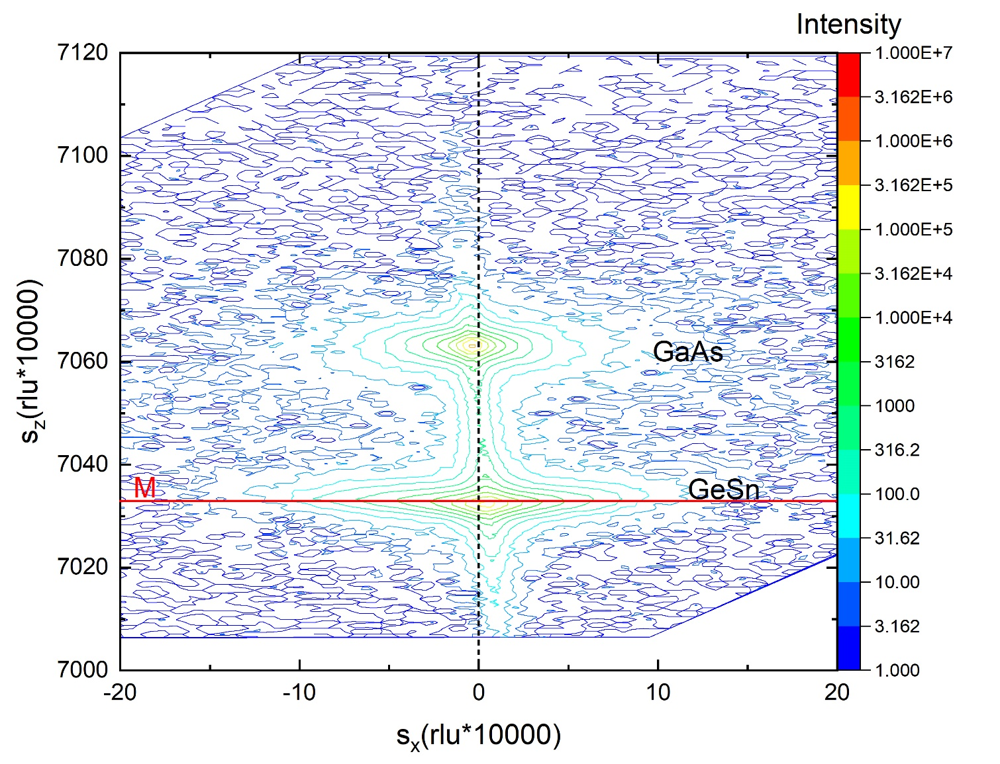 Intensity
7120
7100
7080
7060
7040
7020
7000
-20
-10
0
10
20
sz(rlu*10000)
sx(rlu*10000)
GaAs
GeSn
M
1.000E+7
3.162E+6
1.000E+6
3.162E+5
1.000E+5
3.162E+4
1.000E+4
3162
1000
316.2
100.0
31.62
10.00
3.162
1.000